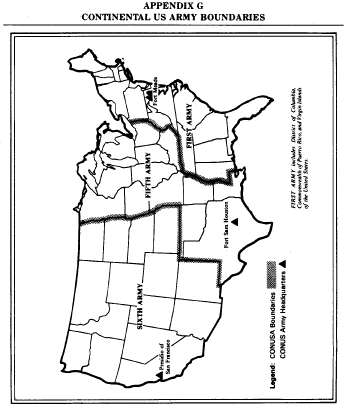 APPENDIX G
CONTINENTAL US ARMY BOUNDARIES
Fort Meade
FIRST ARMY
FIFTH ARMY
SIXTH ARMY
Fort Sam Houston
Presidio of
San Francisco
FIRST ARMY includes District of Columbia,
Commonwealth of Puerto Rico, and Virgin Islands
of the United States.
Legend: CONUSA Boundaries
CONUS Army Headquarters